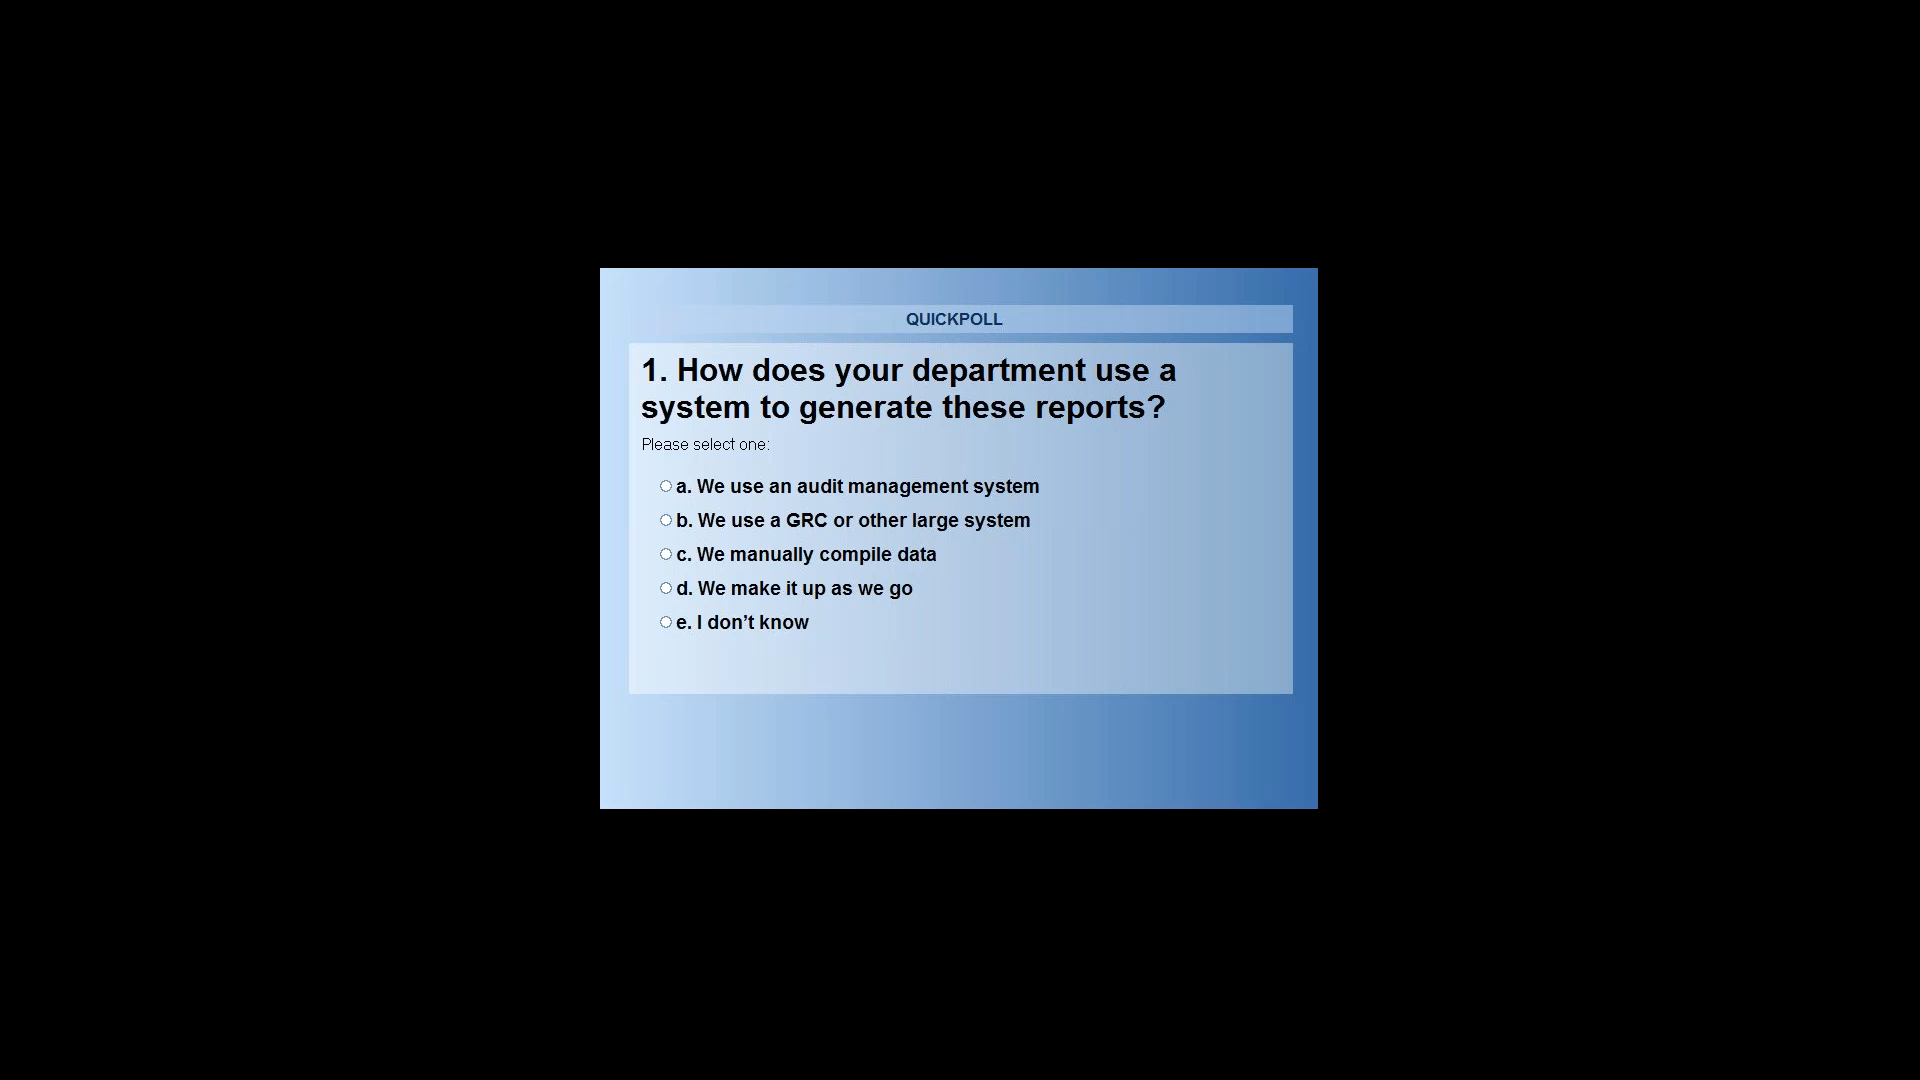 QUICKPOLL
1. How does your department use a
system to generate these reports?
Please select one:
a. We use an audit management system
b. We use a GRC or other large system
c. We manually compile data
d. We make it up as we go
e. I don’t know